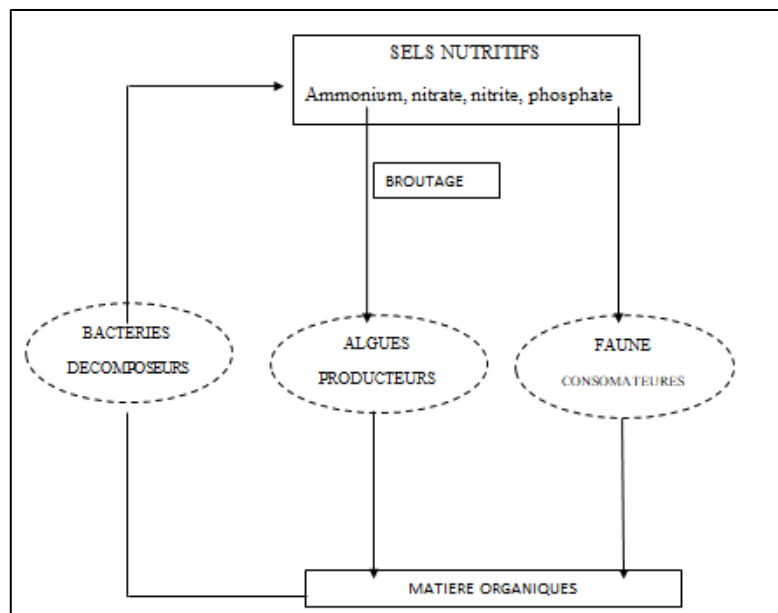 SELS NUTRITIFS
Ammonium, nitrate, nitrite, phosphate
BROUTAGE
BACTERIES
DECOMPOSEURS
ALGUES
PRODUCTEURS
FAUNE
CONSOMATEURES
MATIERE ORGANIQUES